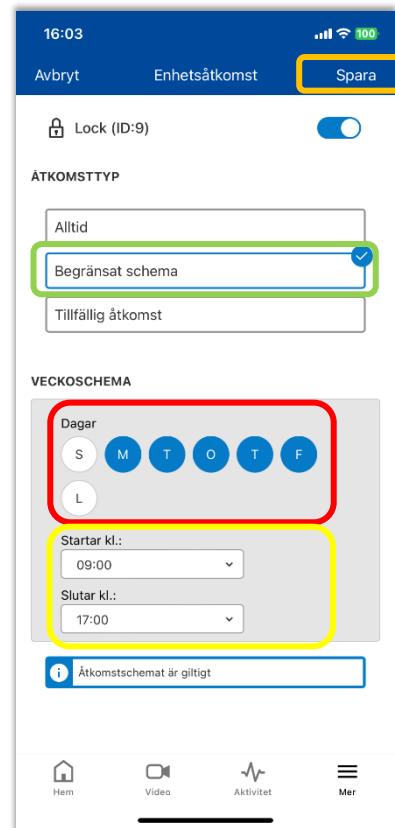 16:03 100
Avbryt Enhetsåtkomst Spara
Lock (ID:9)
ÅTKOMSTTYP
Alltid
Begränsat schema
Tillfällig åtkomst
VECKOSCHEMA
Dagar
S M T O T F
L
Startar kl.:
09:00
Slutar kl.:
17:00
i Åtkomstschemat är giltigt
Hem Video Aktivitet Mer